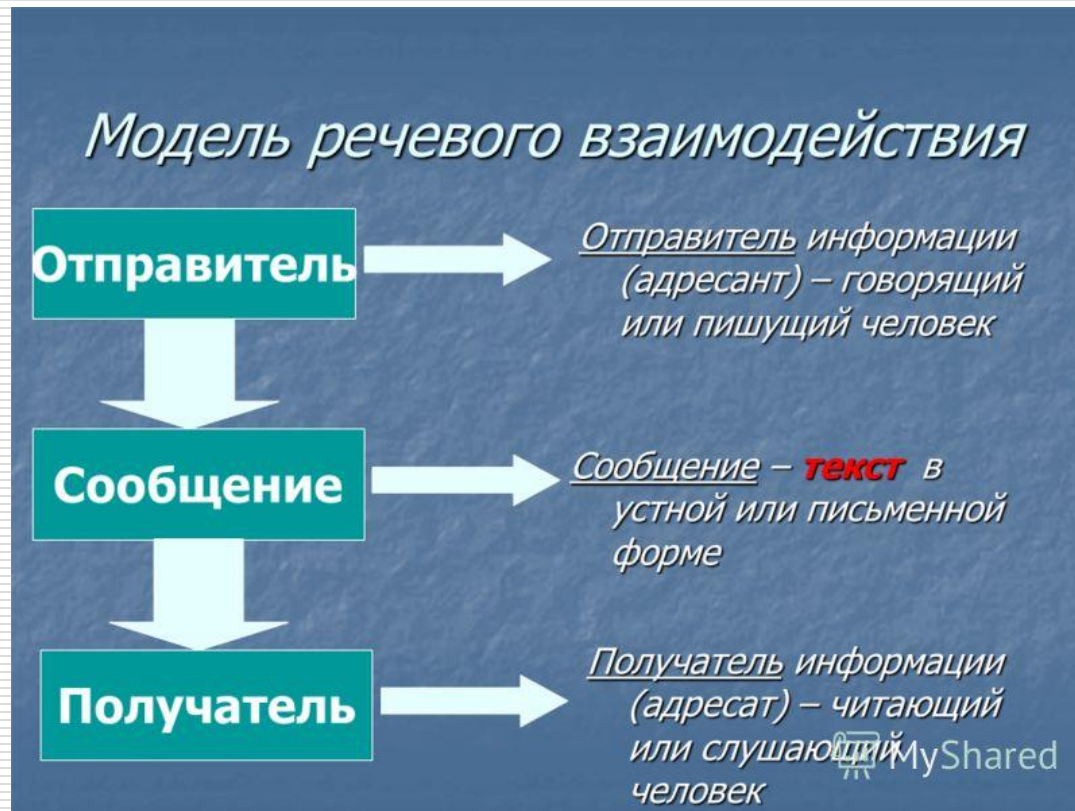 Модель речевого взаимодействия
Отправитель
Отправитель информации
(адресант) – говорящий
или пишущий человек
Сообщение
Сообщение – текст в
устной или письменной
форме
Получатель
Получатель информации
(адресат) – читающий
или слушающий
человек
MyShared